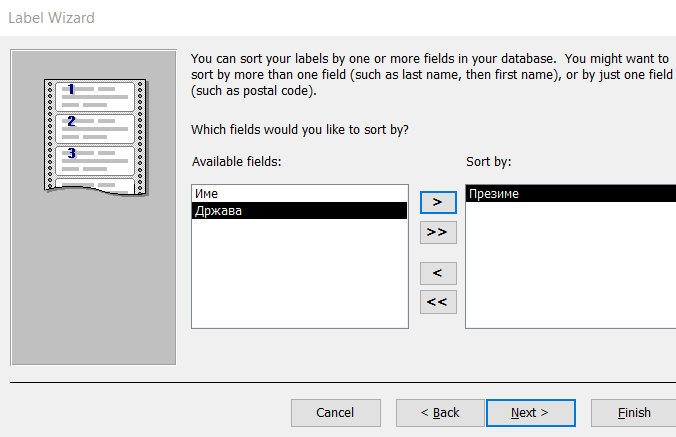 Label Wizard
1
2
3
You can sort your labels by one or more fields in your database. You might want to
sort by more than one field (such as last name, then first name), or by just one field
(such as postal code).
Which fields would you like to sort by?
Available fields:
Sort by:
Име
Држава
>
>>
<
<<
Презиме
Cancel
< Back
Next >
Finish